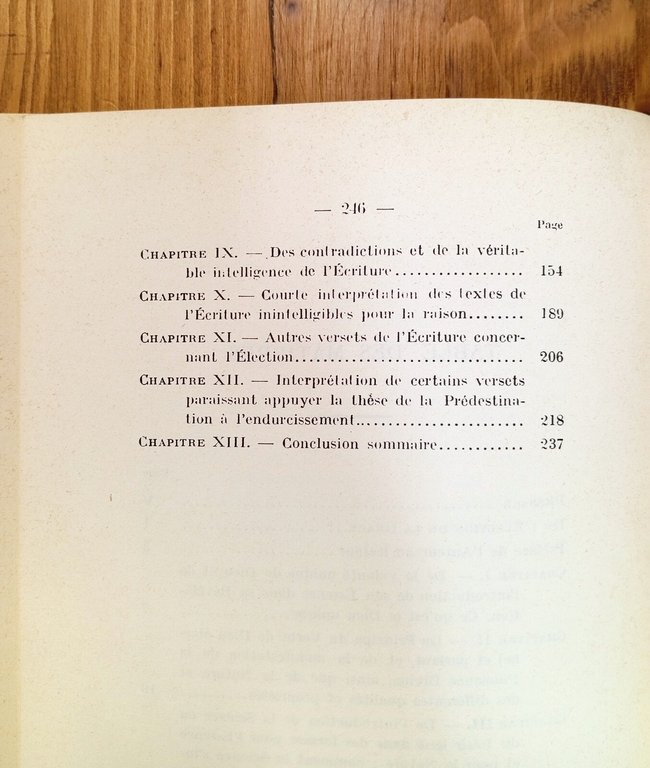 — 246 —
Page
CHAPITRE IX. — Des contradictions et de la vérita-
ble intelligence de l'Écriture.................. 154
CHAPITRE X. — Courte interprétation des textes de
l'Écriture inintelligibles pour la raison........ 189
CHAPITRE XI. — Autres versets de l'Écriture concer-
nant l'Élection................................ 206
CHAPITRE XII. — Interprétation de certains versets
paraissant appuyer la thèse de la Prédestina-
tion à l'endurcissement........................ 218
CHAPITRE XIII. — Conclusion sommaire............ 237